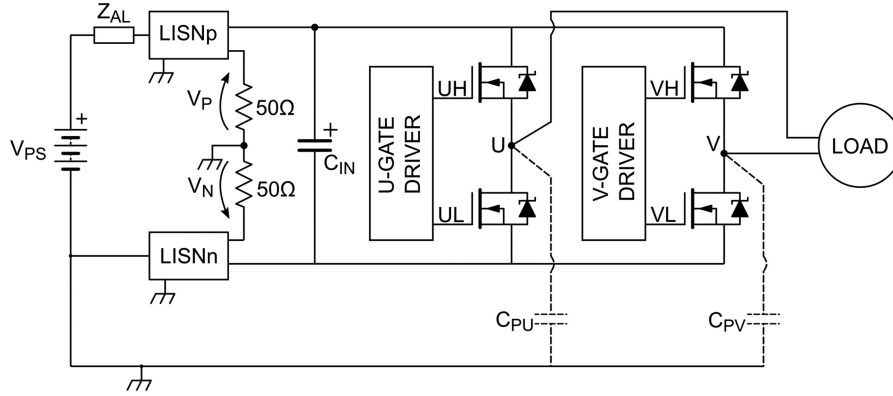 Z_AL
LISNp
V_P
50Ω
+
V_PS
+
C_IN
V_N
50Ω
LISNn
U-GATE
DRIVER
UH
UL
U
V-GATE
DRIVER
VH
VL
V
LOAD
C_PU
C_PV